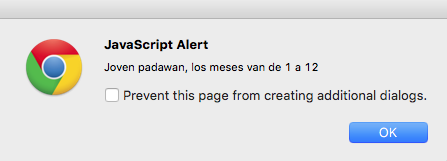 JavaScript Alert
Joven padawan, los meses van de 1 a 12
Prevent this page from creating additional dialogs.
OK